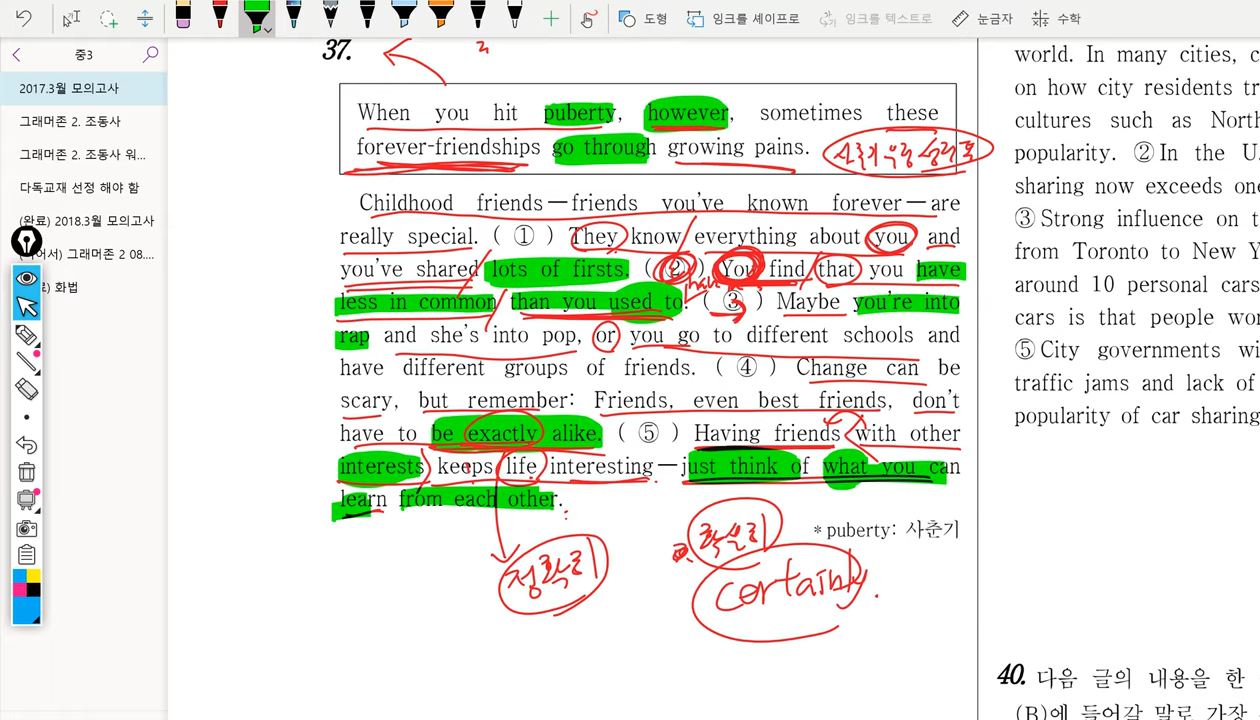 도형
잉크를 셰이프로
잉크를 텍스트로
눈금자
수학
중3
2017.3월 모의고사
그래머존 2. 조동사
그래머존 2. 조동사 워...
다독교재 선정 해야 함
(완료) 2018.3월 모의고사
그래머존 2 08....
화법
37.
When you hit puberty, however, sometimes these
forever-friendships go through growing pains.
Childhood friends—friends you've known forever—are
really special. ( ① ) They know everything about you and
you've shared lots of firsts. ( ② ) You find that you have
less in common than you used to. ( ③ ) Maybe you're into
rap and she's into pop, or you go to different schools and
have different groups of friends. ( ④ ) Change can be
scary, but remember: Friends, even best friends, don't
have to be exactly alike. ( ⑤ ) Having friends with other
interests keeps life interesting—just think of what you can
learn from each other.
* puberty: 사춘기
정확히
확실히
certainly.
world. In many cities, c
on how city residents tr
cultures such as North
popularity. ② In the U.
sharing now exceeds one
③ Strong influence on t
from Toronto to New Y
around 10 personal cars
cars is that people wo
⑤ City governments wi
traffic jams and lack of
popularity of car sharing
40. 다음 글의 내용을 한
(B)에 들어갈 말로 가장